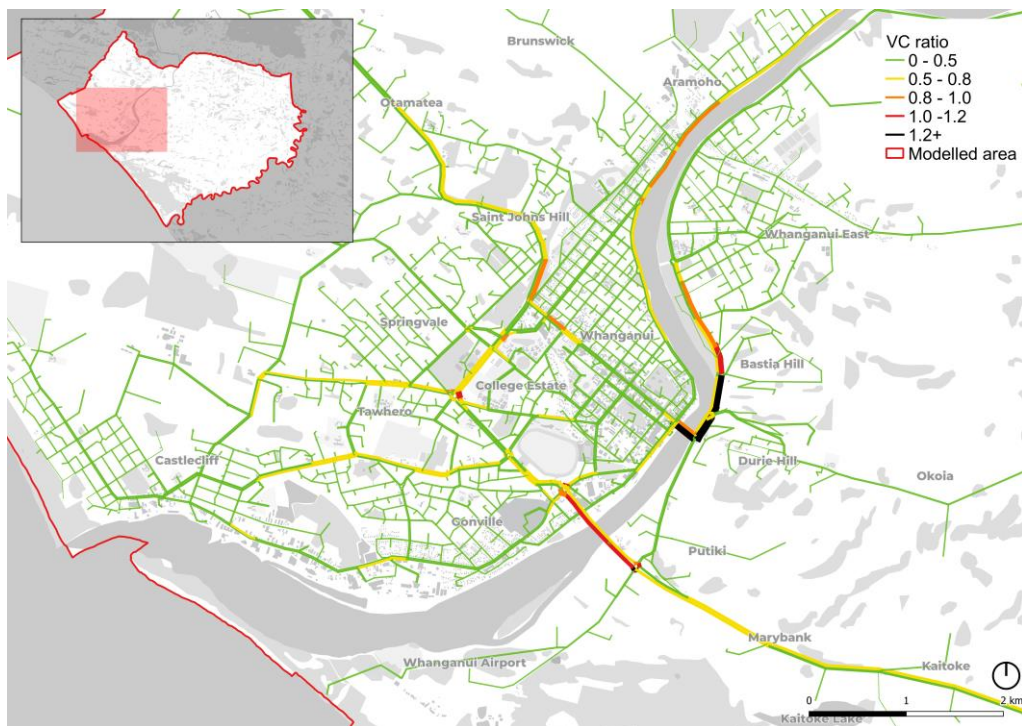 Brunswick
VC ratio
0 - 0.5
0.5 - 0.8
0.8 - 1.0
1.0 -1.2
1.2+
Modelled area
Aramoho
Otamatea
Saint Johns Hill
Whanganui East
Springvale
Whanganui
Bastia Hill
College Estate
Tawhero
Castlecliff
Durie Hill
Okoia
Gonville
Putiki
Marybank
Whanganui Airport
Kaitoke
0 1 2 km
Kaitoke Lake